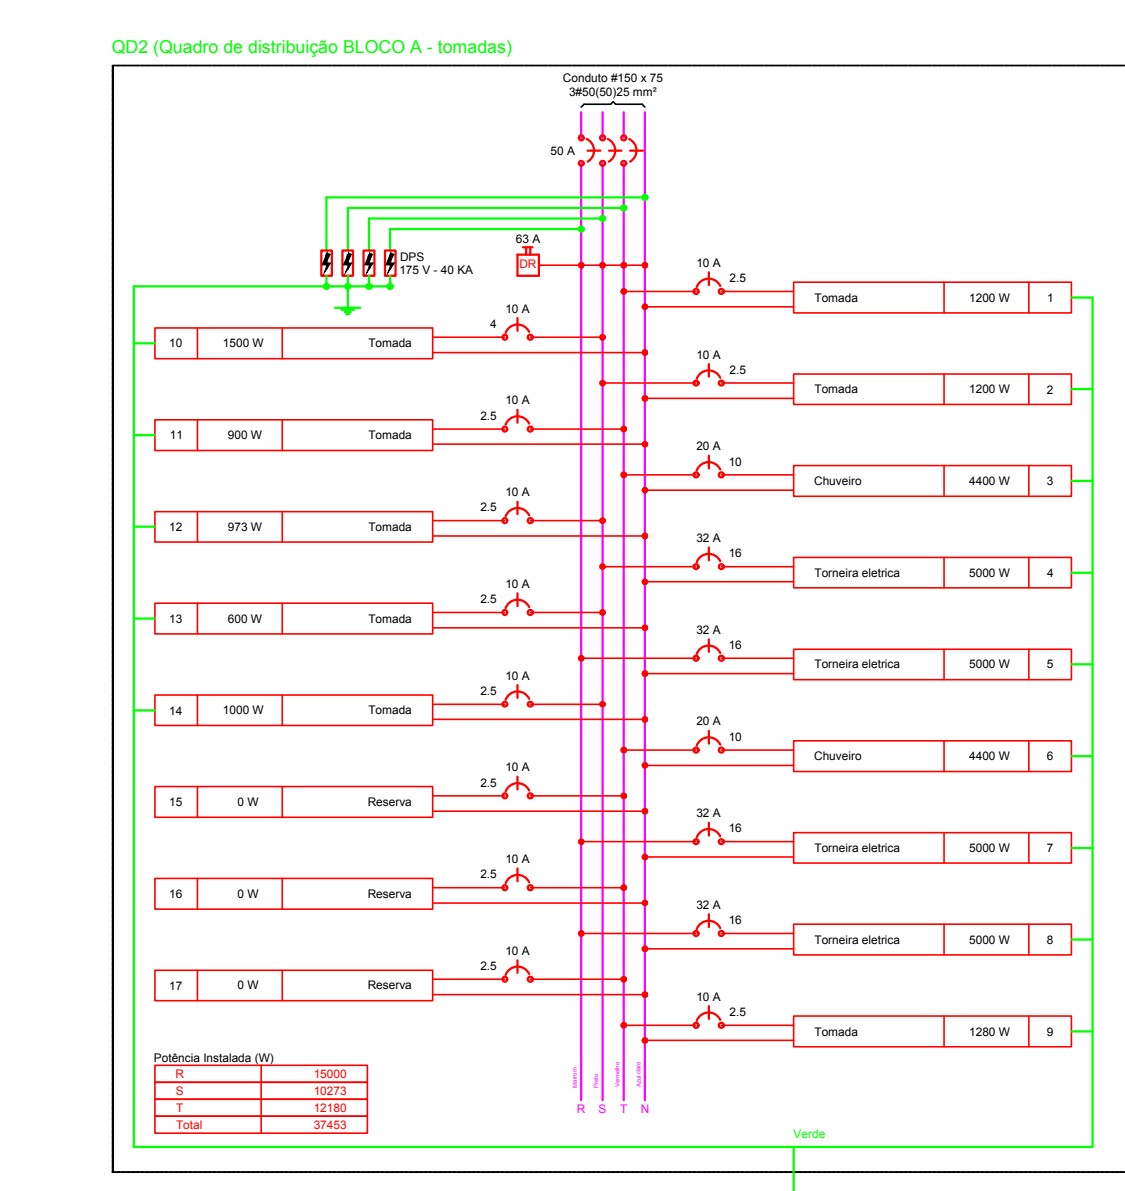 QD2 (Quadro de distribuição BLOCO A - tomadas)
Conduto #150 x 75
3#50(50)25 mm²
50 A
DPS
175 V - 40 KA
63 A
DR
10 A
2.5
Tomada 1200 W 1
10 A
4
10 1500 W Tomada
10 A
2.5
Tomada 1200 W 2
10 A
2.5
11 900 W Tomada
20 A
10
Chuveiro 4400 W 3
10 A
2.5
12 973 W Tomada
32 A
16
Torneira eletrica 5000 W 4
10 A
2.5
13 600 W Tomada
32 A
16
Torneira eletrica 5000 W 5
10 A
2.5
14 1000 W Tomada
20 A
10
Chuveiro 4400 W 6
10 A
2.5
15 0 W Reserva
32 A
16
Torneira eletrica 5000 W 7
10 A
2.5
16 0 W Reserva
32 A
16
Torneira eletrica 5000 W 8
10 A
2.5
17 0 W Reserva
10 A
2.5
Tomada 1280 W 9
Potência Instalada (W)
R 15000
S 10273
T 12180
Total 37453
Marrom
Preto
Vermelho
Azul claro
R S T N
Verde